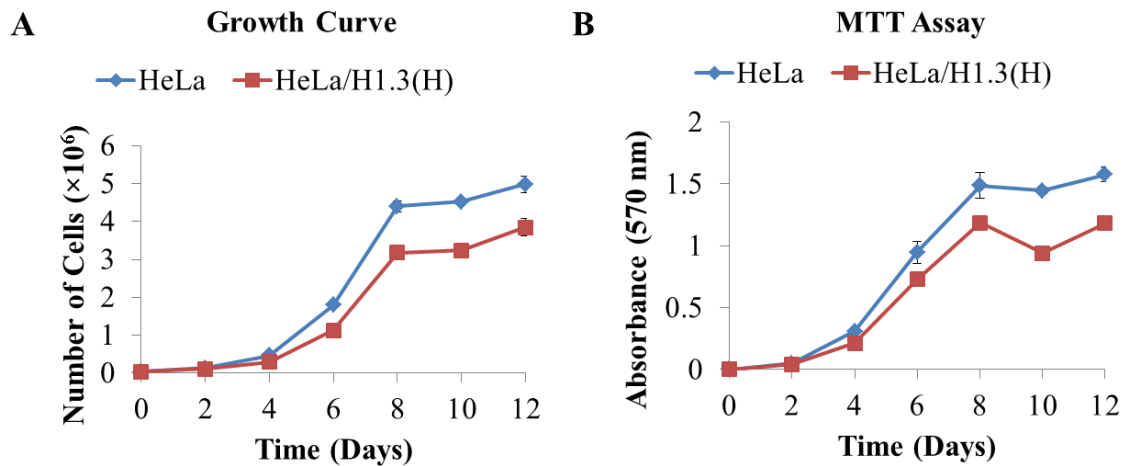 A
Growth Curve
HeLa
HeLa/H1.3(H)
Number of Cells (×10⁶)
6
5
4
3
2
1
0
0 2 4 6 8 10 12
Time (Days)
B
MTT Assay
HeLa
HeLa/H1.3(H)
Absorbance (570 nm)
2
1.5
1
0.5
0
0 2 4 6 8 10 12
Time (Days)